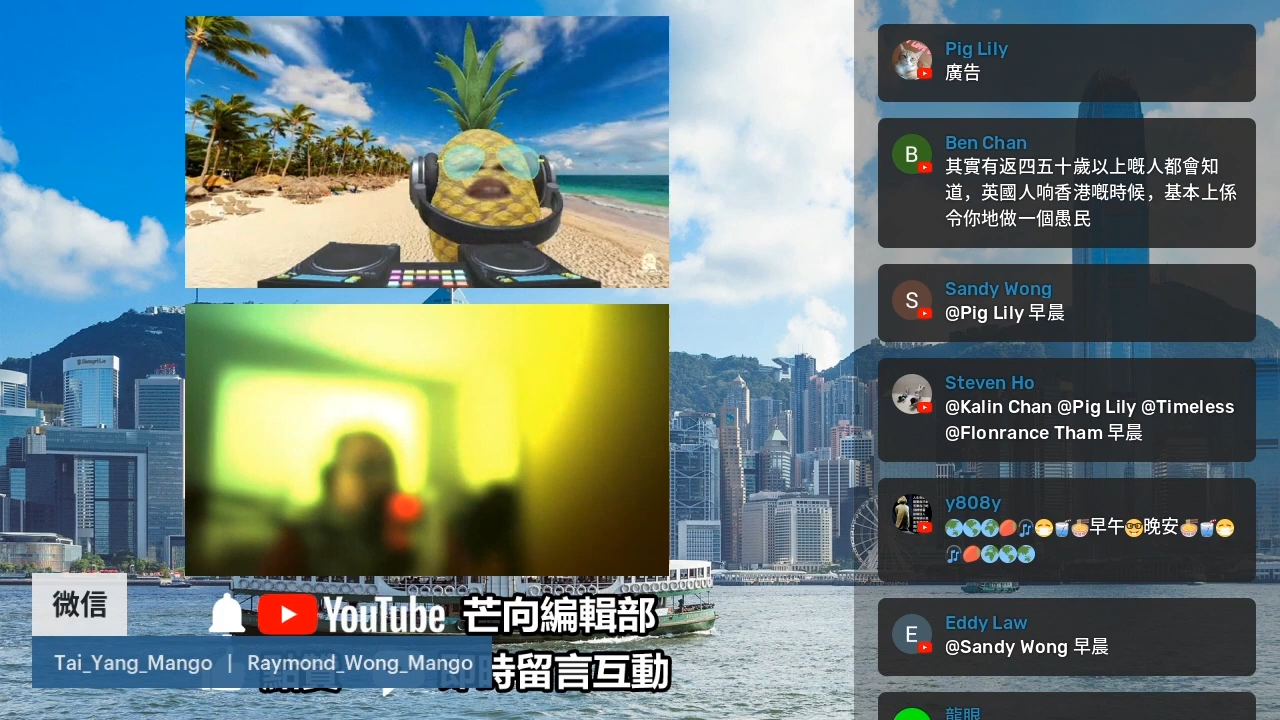 Pig Lily
廣告
B
Ben Chan
其實有返四五十歲以上嘅人都會知
道，英國人响香港嘅時候，基本上係
令你地做一個愚民
S
Sandy Wong
@Pig Lily 早晨
Steven Ho
@Kalin Chan @Pig Lily @Timeless
@Flonrance Tham 早晨
y808y
早午晚安
E
Eddy Law
@Sandy Wong 早晨
龍眼
微信
Tai_Yang_Mango | Raymond_Wong_Mango
YouTube 芒向編輯部
即時留言互動